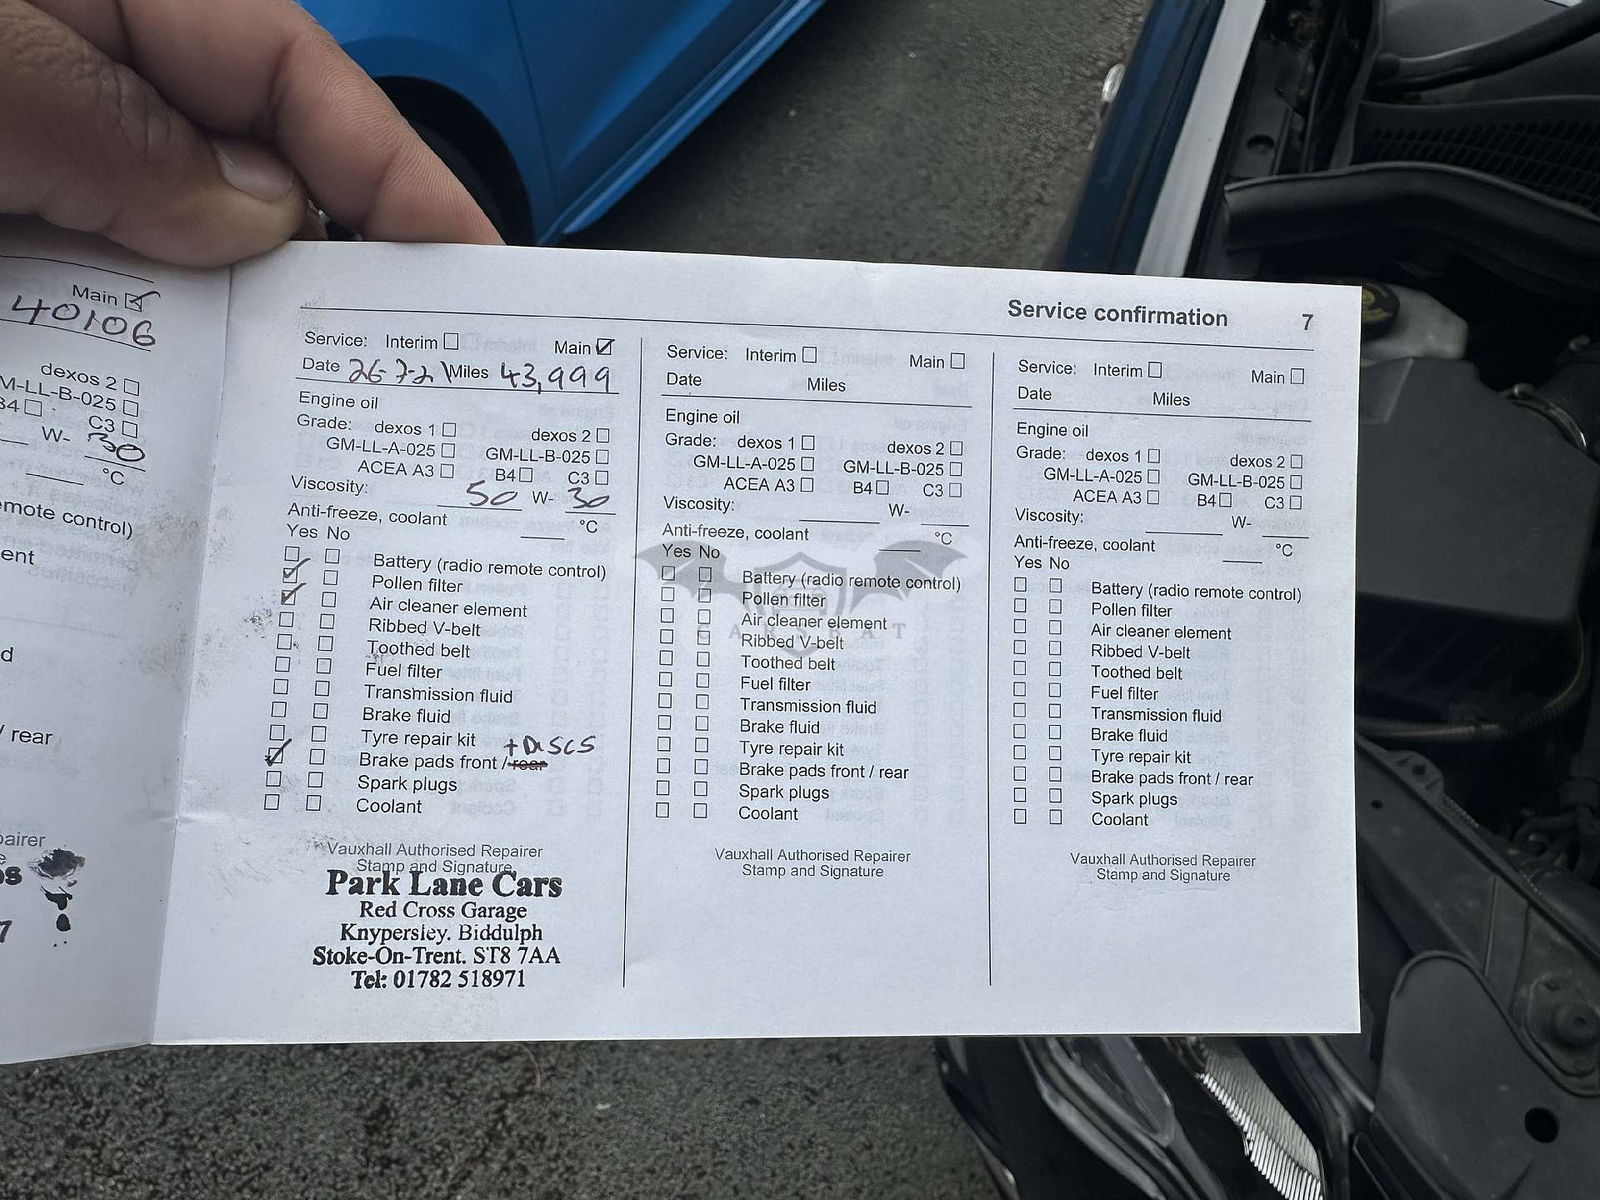 Main
40106
dexos 2
M-LL-B-025
B4 C3
W- 30
°C
emote control)
ent
d
/ rear
pairer
7
Service confirmation 7
Service: Interim Main
Date 26-7-21 Miles 43,999
Engine oil
Grade: dexos 1 dexos 2
GM-LL-A-025 GM-LL-B-025
ACEA A3 B4 C3
Viscosity: 50 W- 30
Anti-freeze, coolant °C
Yes No
Battery (radio remote control)
Pollen filter
Air cleaner element
Ribbed V-belt
Toothed belt
Fuel filter
Transmission fluid
Brake fluid
Tyre repair kit
+DISCS
Brake pads front / rear
Spark plugs
Coolant
Vauxhall Authorised Repairer
Stamp and Signature
Park Lane Cars
Red Cross Garage
Knypersley. Biddulph
Stoke-On-Trent. ST8 7AA
Tel: 01782 518971
Service: Interim Main
Date Miles
Engine oil
Grade: dexos 1 dexos 2
GM-LL-A-025 GM-LL-B-025
ACEA A3 B4 C3
Viscosity: W-
Anti-freeze, coolant °C
Yes No
Battery (radio remote control)
Pollen filter
Air cleaner element
Ribbed V-belt
Toothed belt
Fuel filter
Transmission fluid
Brake fluid
Tyre repair kit
Brake pads front / rear
Spark plugs
Coolant
Vauxhall Authorised Repairer
Stamp and Signature
Service: Interim Main
Date Miles
Engine oil
Grade: dexos 1 dexos 2
GM-LL-A-025 GM-LL-B-025
ACEA A3 B4 C3
Viscosity: W-
Anti-freeze, coolant °C
Yes No
Battery (radio remote control)
Pollen filter
Air cleaner element
Ribbed V-belt
Toothed belt
Fuel filter
Transmission fluid
Brake fluid
Tyre repair kit
Brake pads front / rear
Spark plugs
Coolant
Vauxhall Authorised Repairer
Stamp and Signature